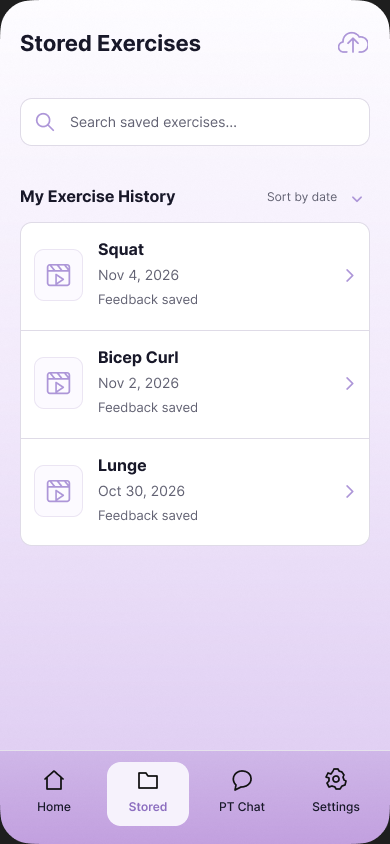 Stored Exercises
Search saved exercises...
My Exercise History
Sort by date
Squat
Nov 4, 2026
Feedback saved
Bicep Curl
Nov 2, 2026
Feedback saved
Lunge
Oct 30, 2026
Feedback saved
Home
Stored
PT Chat
Settings